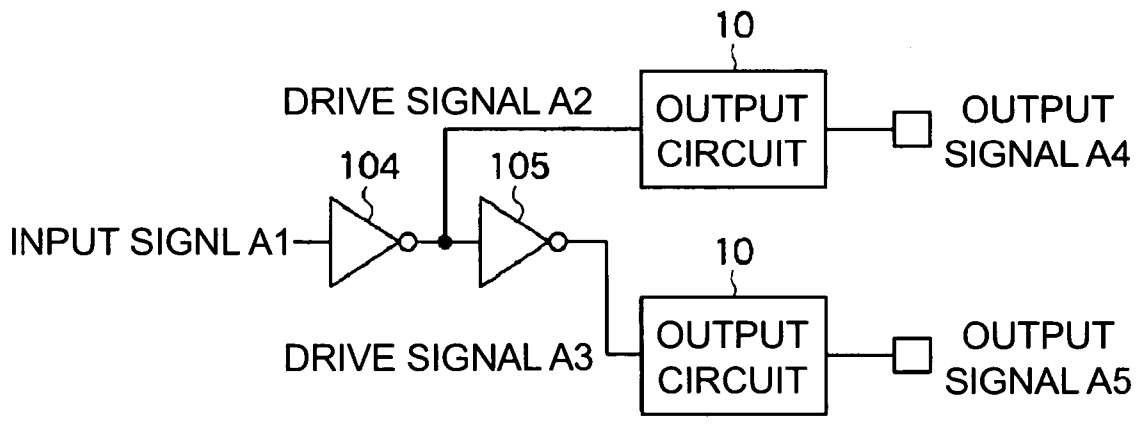 10
DRIVE SIGNAL A2
OUTPUT
CIRCUIT
OUTPUT
SIGNAL A4
104
105
INPUT SIGNL A1
10
DRIVE SIGNAL A3
OUTPUT
CIRCUIT
OUTPUT
SIGNAL A5